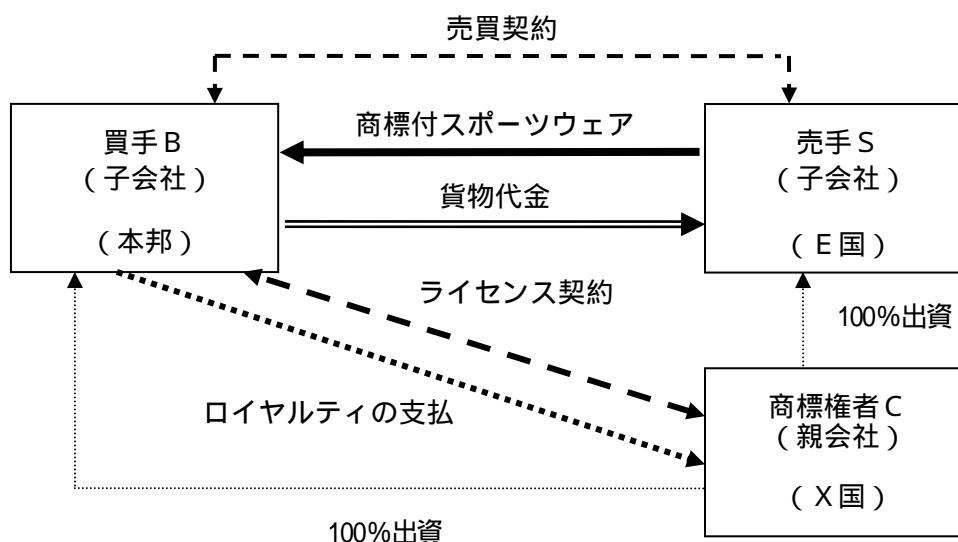 売買契約
買手Ｂ
（子会社）
（本邦）
商標付スポーツウェア
貨物代金
売手Ｓ
（子会社）
（Ｅ国）
ライセンス契約
100%出資
ロイヤルティの支払
商標権者Ｃ
（親会社）
（Ｘ国）
100%出資